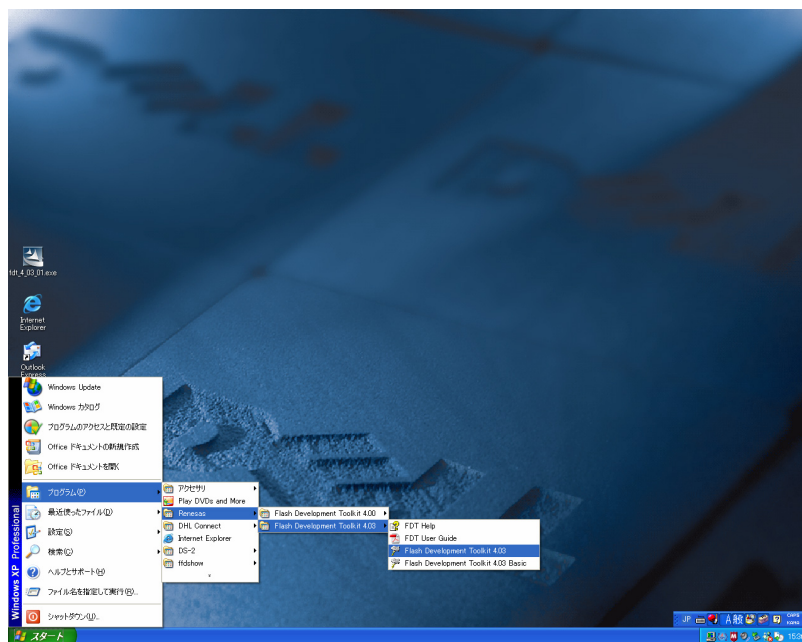 fdt_4_03_01.exe
Internet
Explorer
Outlook
Express
Windows Update
Windows カタログ
プログラムのアクセスと既定の設定
Office ドキュメントの新規作成
Office ドキュメントを開く
プログラム(P)
最近使ったファイル(D)
設定(S)
検索(C)
ヘルプとサポート(H)
ファイル名を指定して実行(R)...
シャットダウン(U)...
Windows XP Professional
アクセサリ
Play DVDs and More
Renesas
DHL Connect
Internet Explorer
DS-2
ffdshow
Flash Development Toolkit 4.00
Flash Development Toolkit 4.03
FDT Help
FDT User Guide
Flash Development Toolkit 4.03
Flash Development Toolkit 4.03 Basic
スタート
JP
A 般
CAPS
KANA